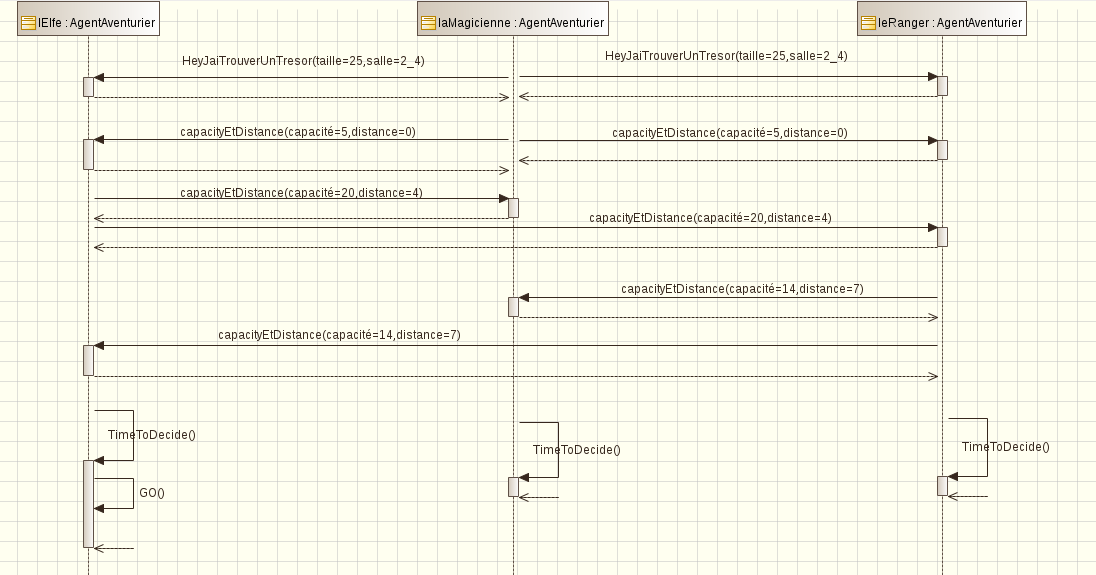 lElfe : AgentAventurier
laMagicienne : AgentAventurier
leRanger : AgentAventurier
HeyJaiTrouverUnTresor(taille=25,salle=2_4)
HeyJaiTrouverUnTresor(taille=25,salle=2_4)
capacityEtDistance(capacité=5,distance=0)
capacityEtDistance(capacité=5,distance=0)
capacityEtDistance(capacité=20,distance=4)
capacityEtDistance(capacité=20,distance=4)
capacityEtDistance(capacité=14,distance=7)
capacityEtDistance(capacité=14,distance=7)
TimeToDecide()
TimeToDecide()
TimeToDecide()
GO()